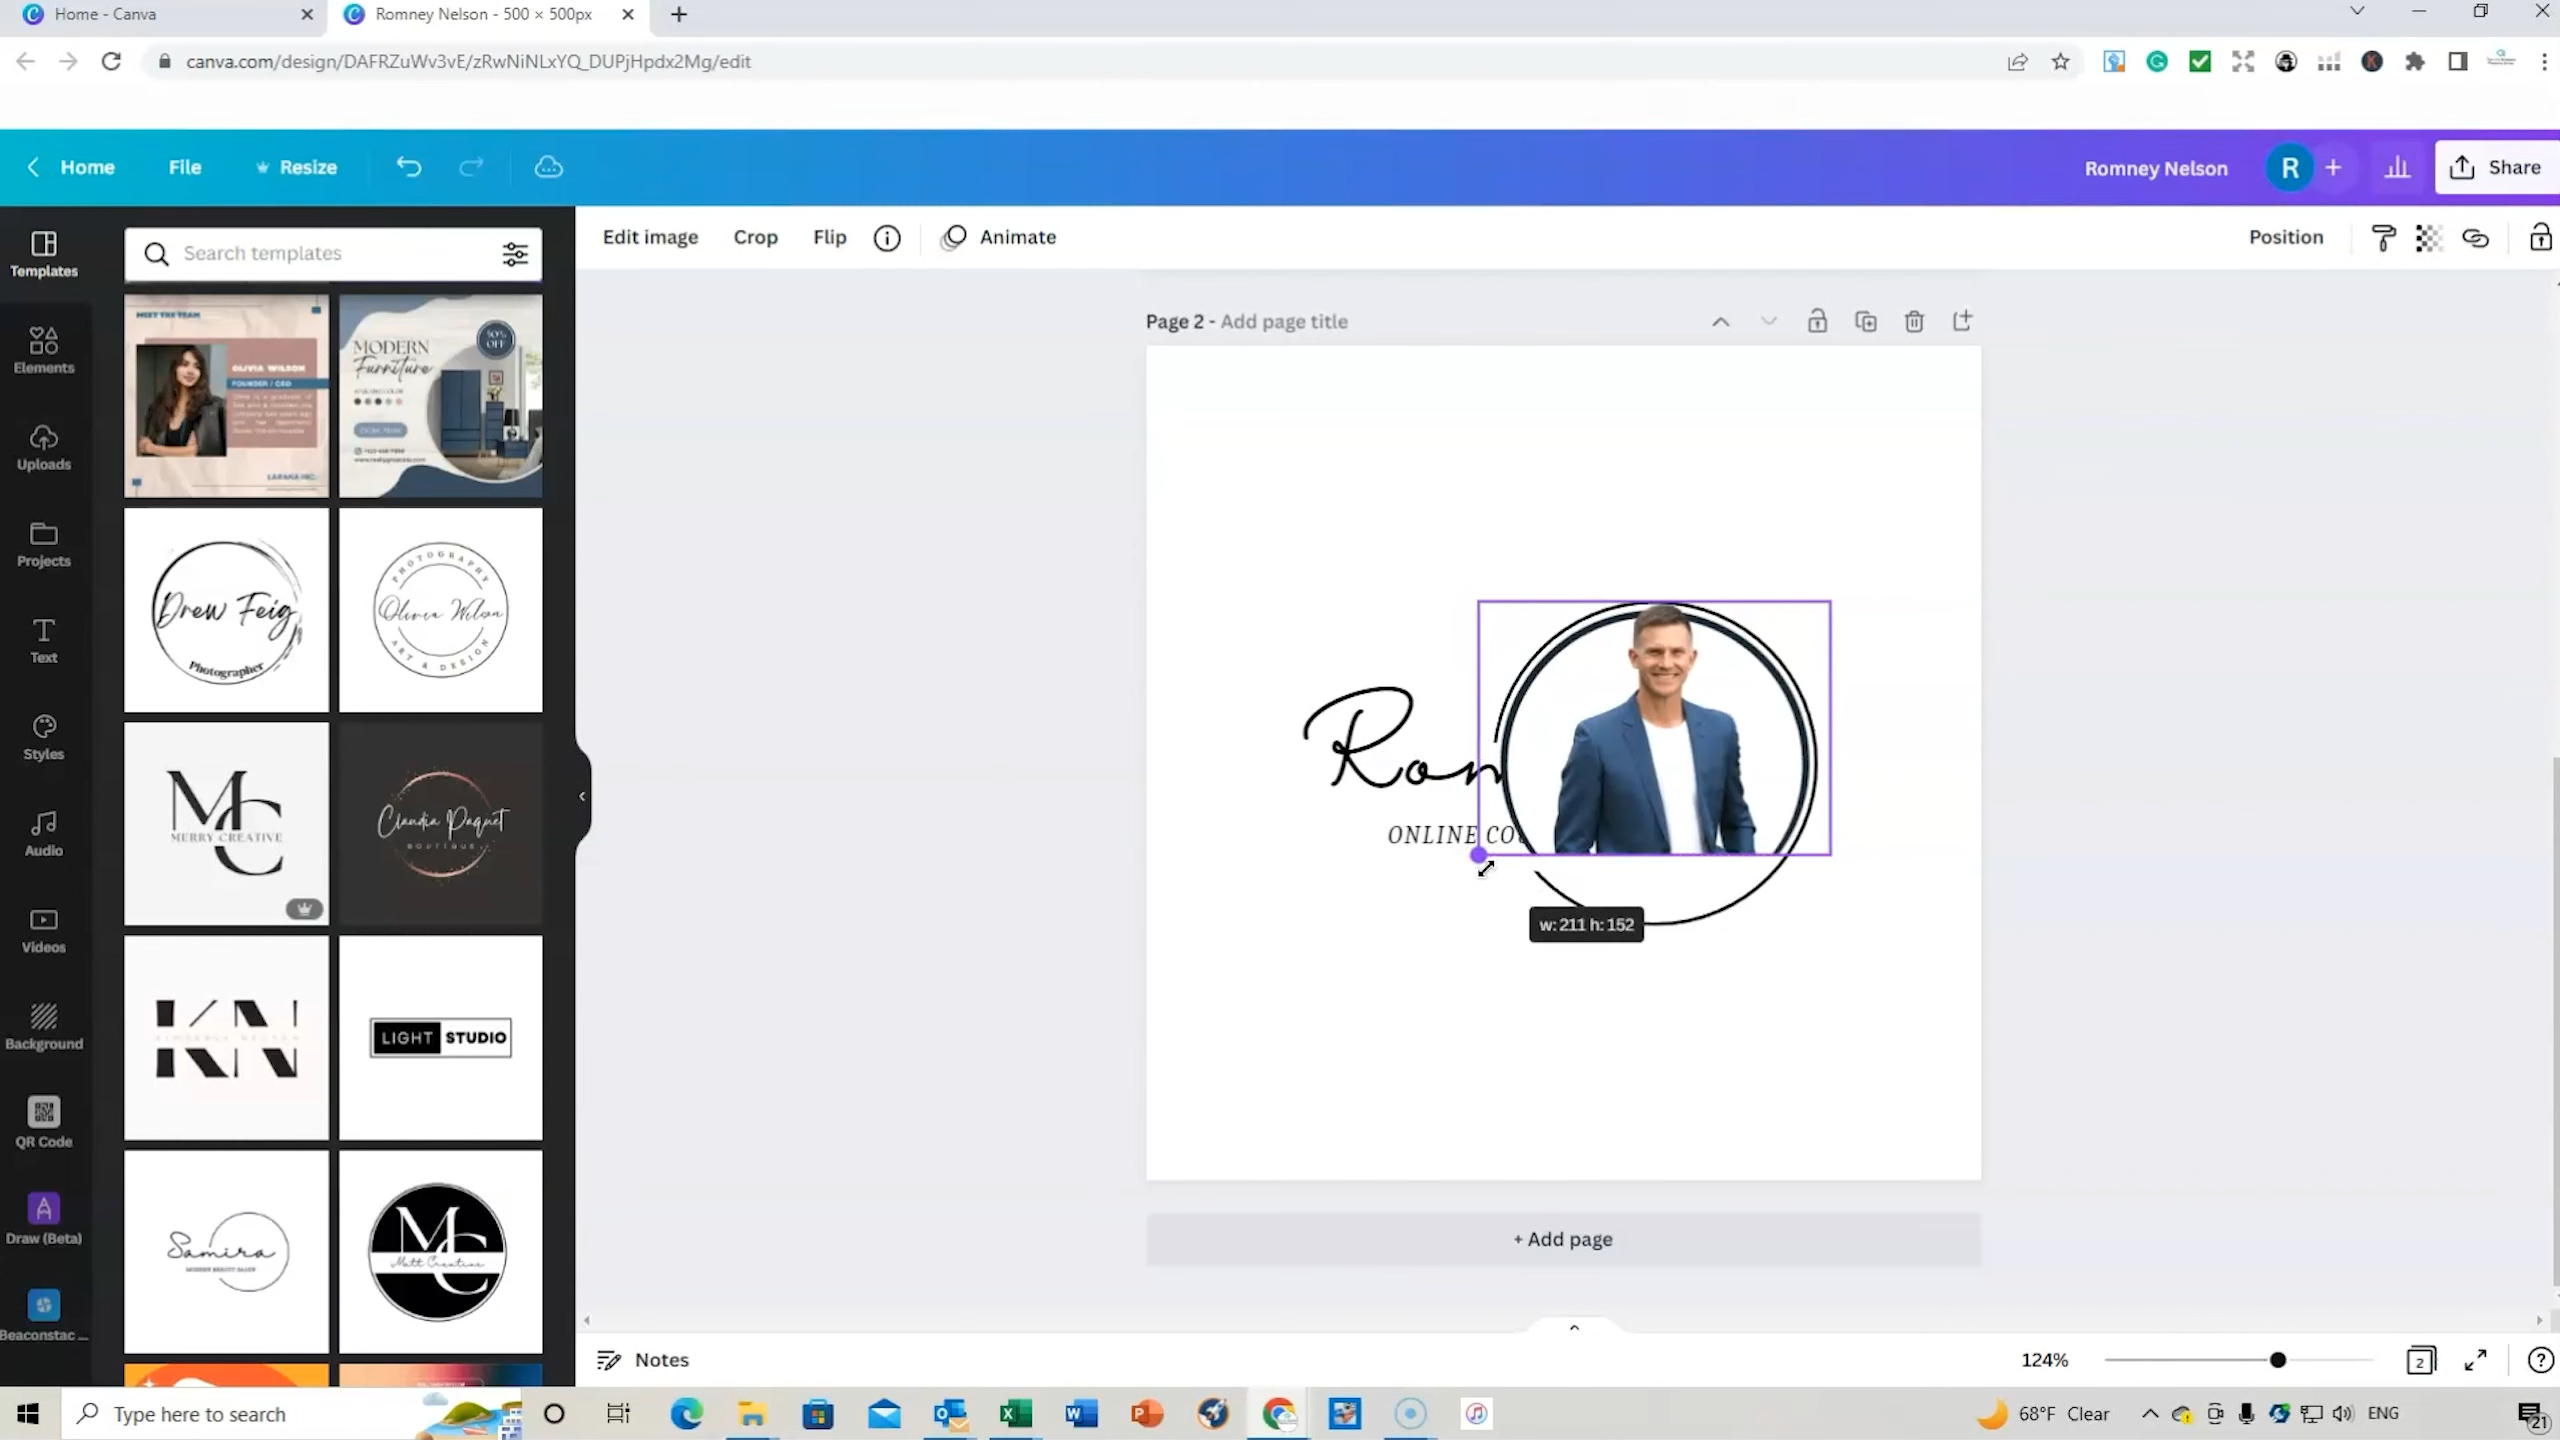 Home - Canva
Romney Nelson - 500 × 500px
canva.com/design/DAFRZuWv3vE/zRwNiNLxYQ_DUPjHpdx2Mg/edit
Home
File
Resize
Romney Nelson
R
Share
Templates
Elements
Uploads
Projects
Text
Styles
Audio
Videos
Background
QR Code
Draw (Beta)
Beaconstac ...
Search templates
MEET THE TEAM
OLIVIA WILSON
FOUNDER / CEO
LARANA INC.
MODERN
Furniture
50%
OFF
Drew Feig
Photographer
PHOTOGRAPHY
Olivia Wilson
ART & DESIGN
MC
MERRY CREATIVE
Claudia Paquet
BOUTIQUE
KN
LIGHT STUDIO
Samira
MODERN BEAUTY SALON
MC
Matt Creative
Edit image
Crop
Flip
Animate
Position
Page 2 - Add page title
Rom
ONLINE CO
w: 211 h: 152
+ Add page
Notes
124%
2
Type here to search
68°F Clear
ENG
21